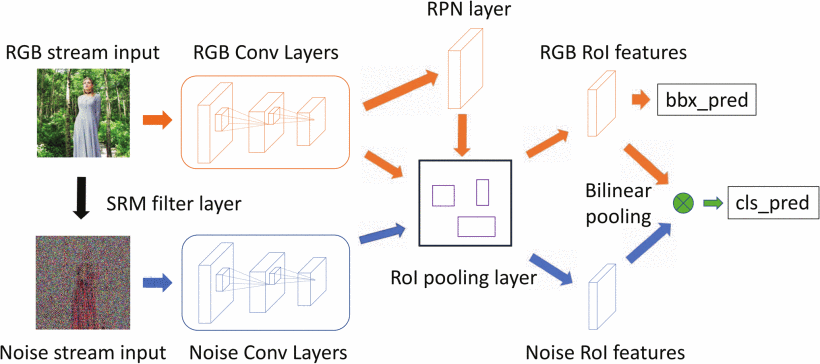 RPN layer
RGB stream input
RGB Conv Layers
RGB RoI features
bbx_pred
SRM filter layer
Bilinear
pooling
cls_pred
RoI pooling layer
Noise stream input
Noise Conv Layers
Noise RoI features